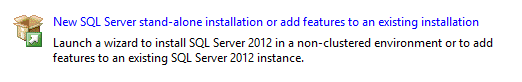 New SQL Server stand-alone installation or add features to an existing installation
Launch a wizard to install SQL Server 2012 in a non-clustered environment or to add
features to an existing SQL Server 2012 instance.